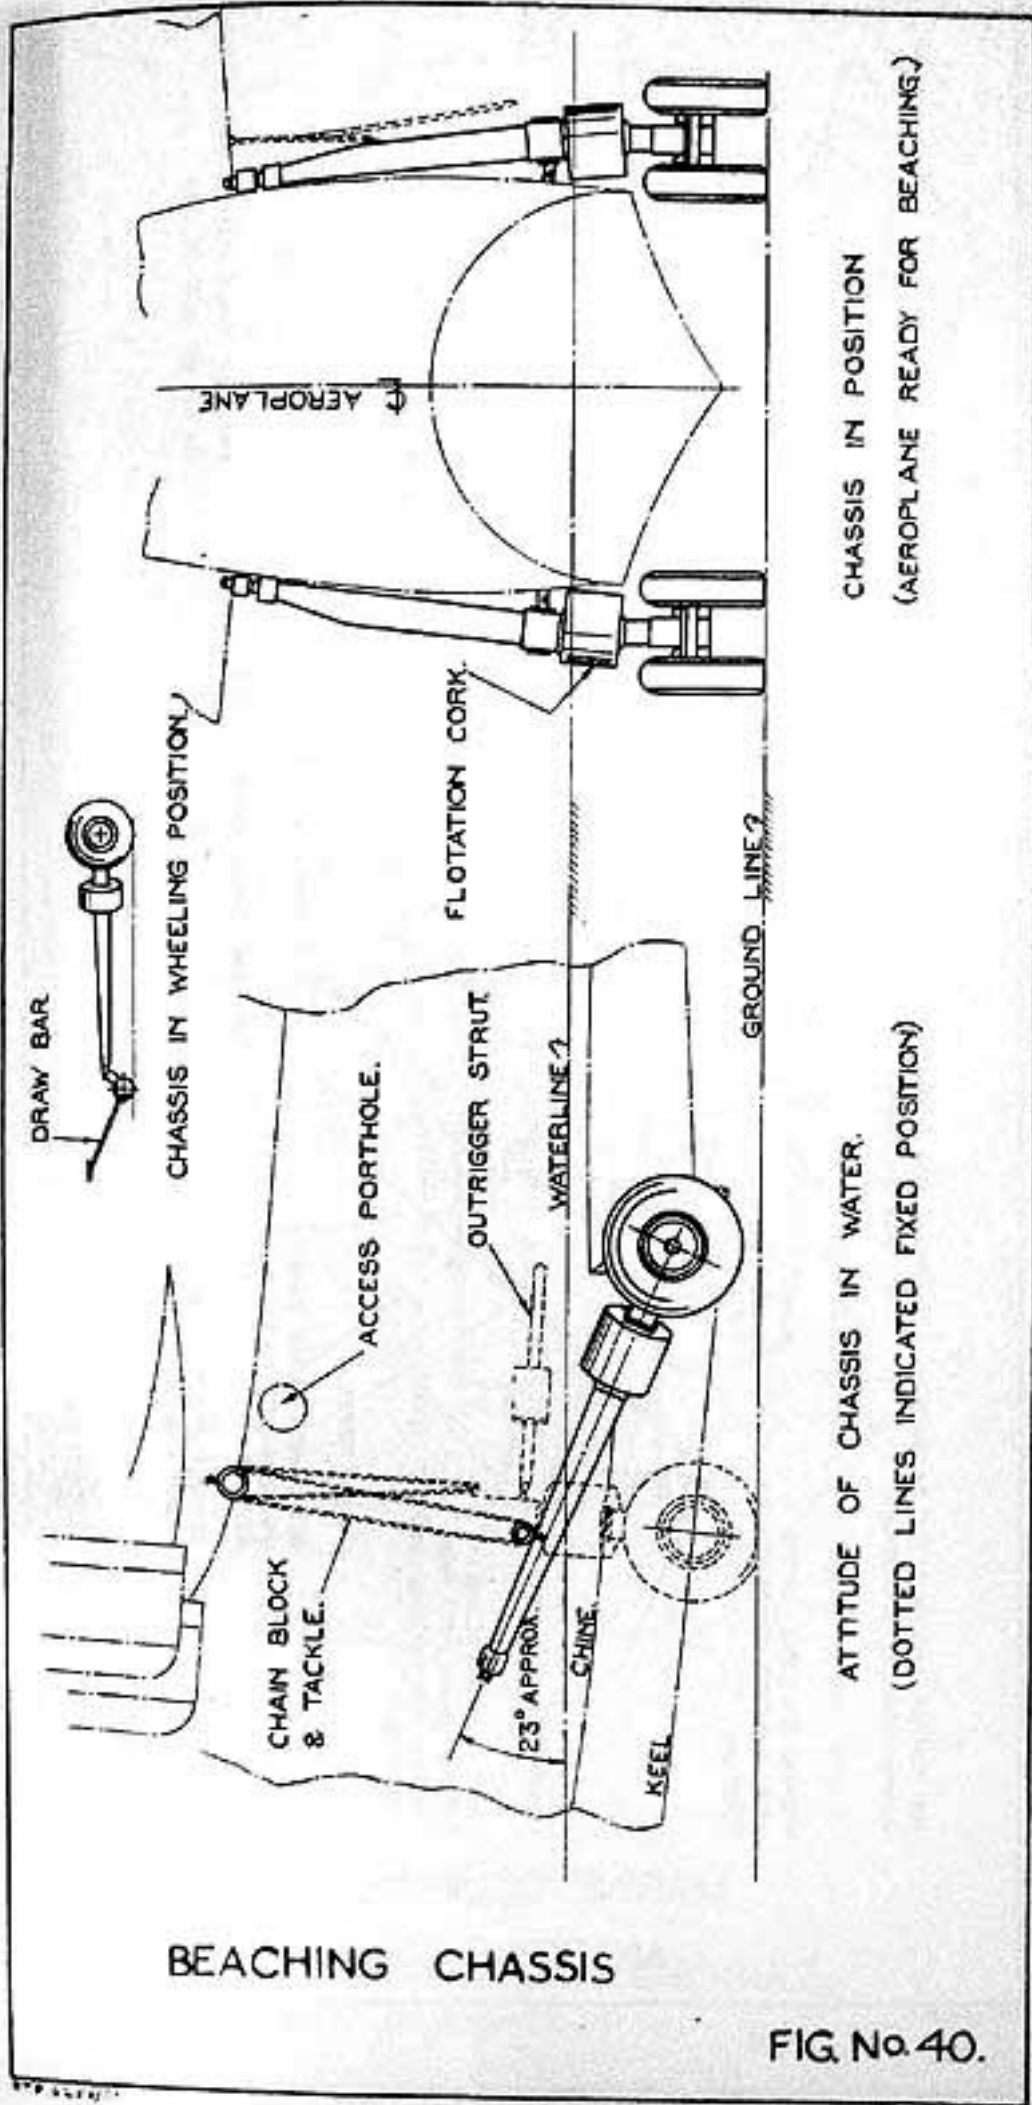 DRAW BAR.
CHASSIS IN WHEELING POSITION.
ACCESS PORTHOLE.
CHAIN BLOCK
& TACKLE.
OUTRIGGER STRUT.
WATERLINE
23° APPROX.
CHINE
KEEL
GROUND LINE
FLOTATION CORK.
℄ AEROPLANE
ATTITUDE OF CHASSIS IN WATER.
(DOTTED LINES INDICATED FIXED POSITION)
CHASSIS IN POSITION
(AEROPLANE READY FOR BEACHING.)
BEACHING CHASSIS
FIG. No. 40.